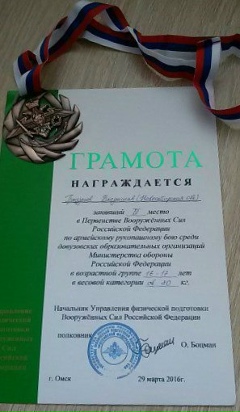 ГРАМОТА
НАГРАЖДАЕТСЯ
занявший место
в Первенстве Вооружённых Сил
Российской Федерации
по армейскому рукопашному бою среди
довузовских образовательных организаций
Министерства обороны
Российской Федерации
в возрастной группе лет
в весовой категории кг.
Начальник Управления физической подготовки
Вооружённых Сил Российской Федерации
полковник О. Боцман
г. Омск 29 марта 2016г.